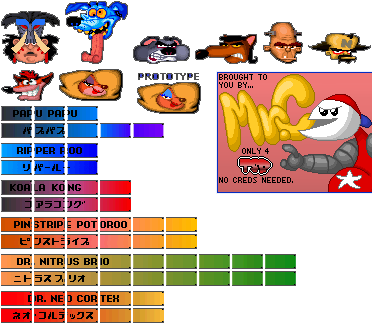 PROTOTYPE
BROUGHT TO
YOU BY...
Mr. C
ONLY 4
NO CREDS NEEDED.
PAPU PAPU
パプパプ
RIPPER ROO
リパールー
KOALA KONG
コアラコング
PINSTRIPE POTOROO
ピンストライプ
DR. NITRUS BRIO
ニトラスブリオ
DR. NEO CORTEX
ネオ・コルテックス